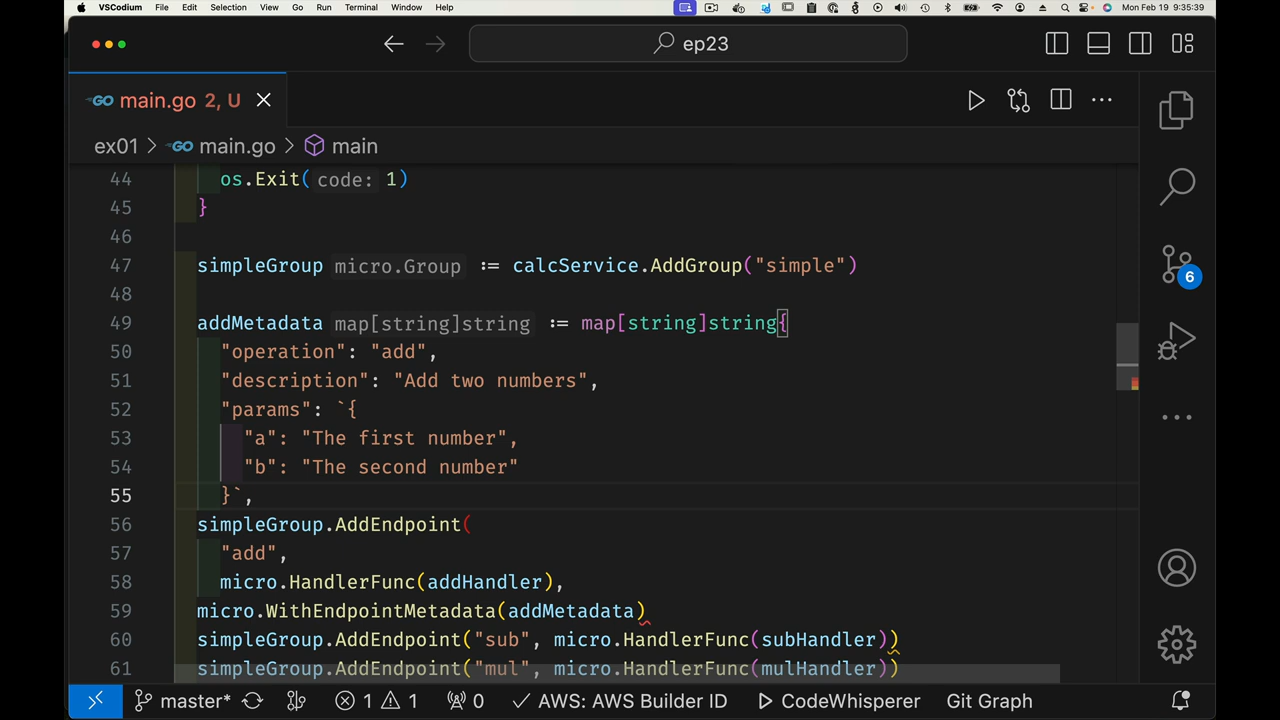 VSCodium File Edit Selection View Go Run Terminal Window Help Mon Feb 19 9:35:39
ep23
GO main.go 2, U
ex01 > GO main.go > main
44 os.Exit( code: 1)
45 }
46
47 simpleGroup micro.Group := calcService.AddGroup("simple")
48
49 addMetadata map[string]string := map[string]string{
50 "operation": "add",
51 "description": "Add two numbers",
52 "params": `{
53 "a": "The first number",
54 "b": "The second number"
55 }`,
56 simpleGroup.AddEndpoint(
57 "add",
58 micro.HandlerFunc(addHandler),
59 micro.WithEndpointMetadata(addMetadata)
60 simpleGroup.AddEndpoint("sub", micro.HandlerFunc(subHandler))
61 simpleGroup.AddEndpoint("mul", micro.HandlerFunc(mulHandler))
6
master* 1 1 0 AWS: AWS Builder ID CodeWhisperer Git Graph